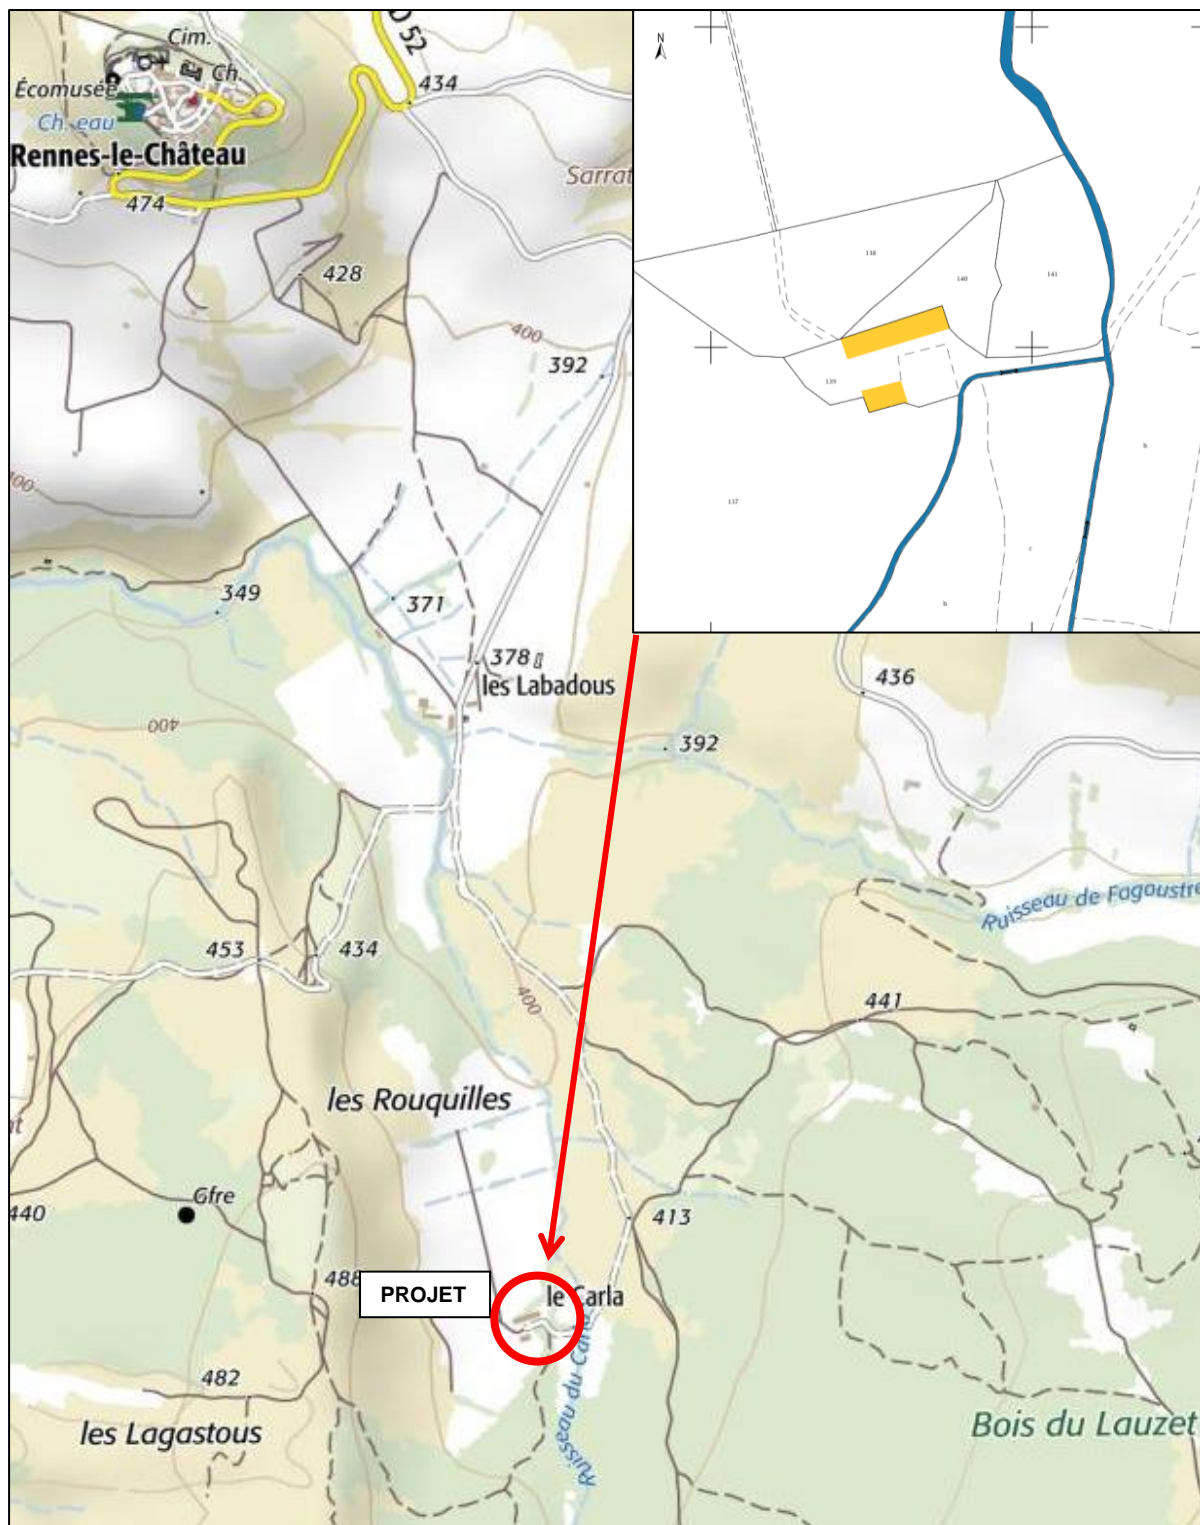 Cim.
Ch.
Écomusée
Ch. eau
Rennes-le-Château
474
D 52
434
Sarrat
428
400
392
400
349
371
378
les Labadous
400
N
138
140
141
139
137
b
c
b
436
392
Ruisseau de Fagoustre
453
434
400
441
les Rouquilles
Gfre
440
413
488
PROJET
le Carla
Ruisseau du Carla
482
les Lagastous
Bois du Lauzet